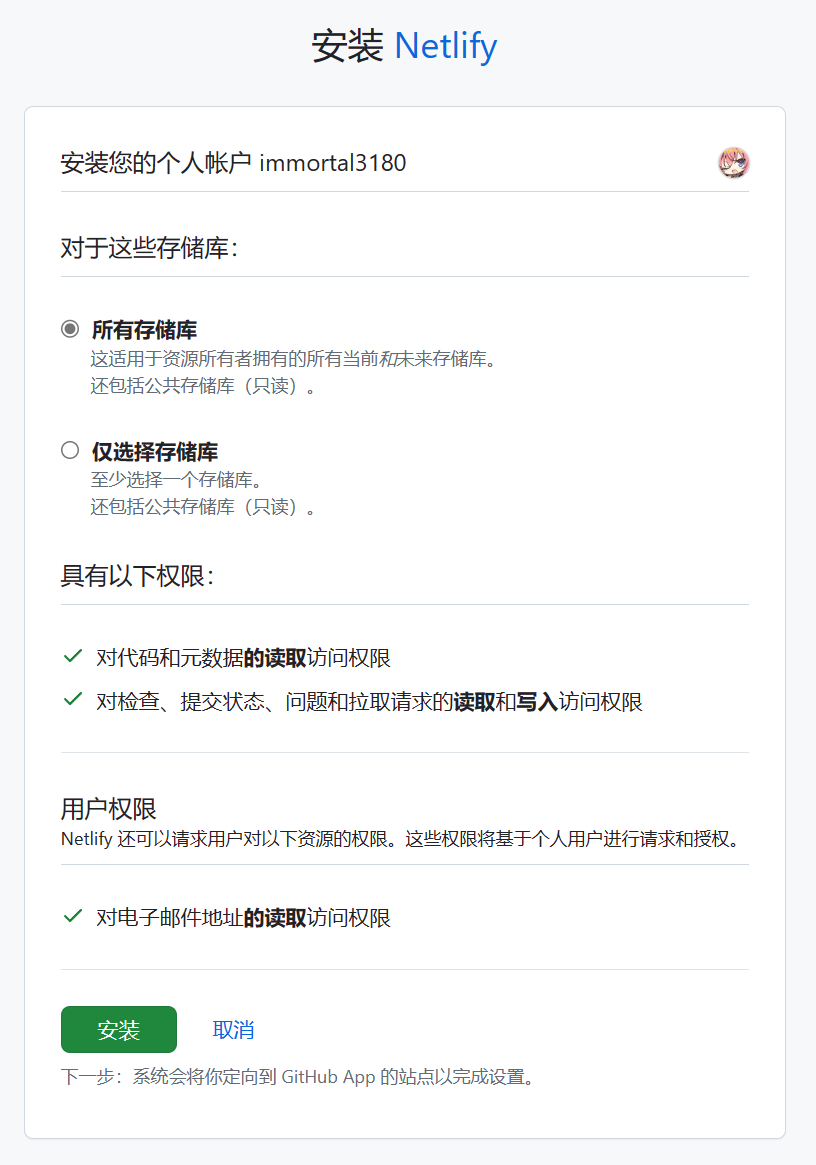 安装 Netlify
安装您的个人帐户 immortal3180
对于这些存储库：
所有存储库
这适用于资源所有者拥有的所有当前和未来存储库。
还包括公共存储库（只读）。
仅选择存储库
至少选择一个存储库。
还包括公共存储库（只读）。
具有以下权限：
对代码和元数据的读取访问权限
对检查、提交状态、问题和拉取请求的读取和写入访问权限
用户权限
Netlify 还可以请求用户对以下资源的权限。这些权限将基于个人用户进行请求和授权。
对电子邮件地址的读取访问权限
安装 取消
下一步：系统会将你定向到 GitHub App 的站点以完成设置。